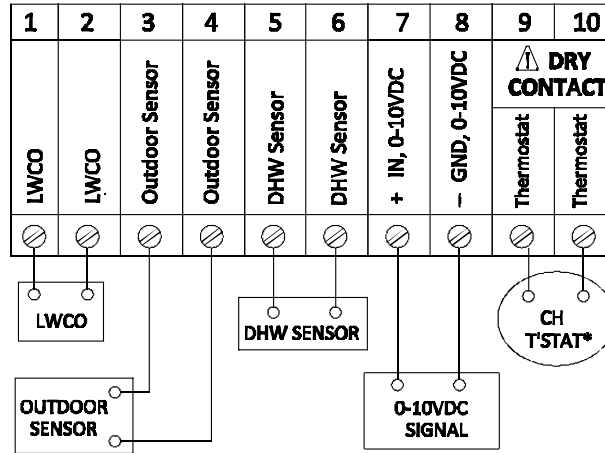 1 2 3 4 5 6 7 8 9 10
⚠ DRY
CONTACT
LWCO
LWCO
Outdoor Sensor
Outdoor Sensor
DHW Sensor
DHW Sensor
+ IN, 0-10VDC
– GND, 0-10VDC
Thermostat
Thermostat
LWCO
DHW SENSOR
CH
T'STAT*
OUTDOOR
SENSOR
0-10VDC
SIGNAL